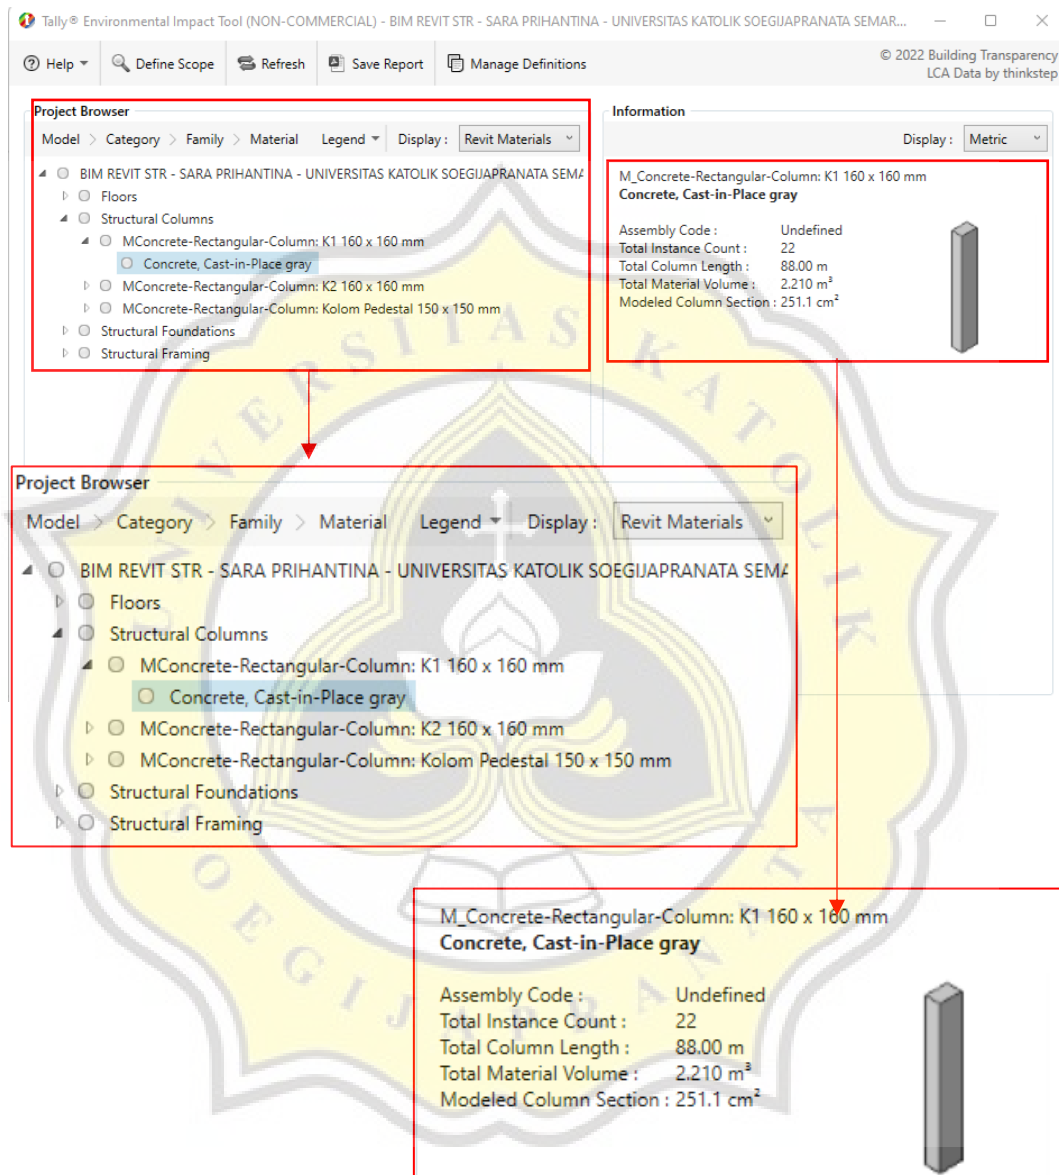 Tally® Environmental Impact Tool (NON-COMMERCIAL) - BIM REVIT STR - SARA PRIHANTINA - UNIVERSITAS KATOLIK SOEGIJAPRANATA SEMAR...
Help Define Scope Refresh Save Report Manage Definitions
© 2022 Building Transparency
LCA Data by thinkstep
Project Browser
Model > Category > Family > Material Legend Display : Revit Materials
BIM REVIT STR - SARA PRIHANTINA - UNIVERSITAS KATOLIK SOEGIJAPRANATA SEMA
Floors
Structural Columns
MConcrete-Rectangular-Column: K1 160 x 160 mm
Concrete, Cast-in-Place gray
MConcrete-Rectangular-Column: K2 160 x 160 mm
MConcrete-Rectangular-Column: Kolom Pedestal 150 x 150 mm
Structural Foundations
Structural Framing
Information
Display : Metric
M_Concrete-Rectangular-Column: K1 160 x 160 mm
Concrete, Cast-in-Place gray
Assembly Code : Undefined
Total Instance Count : 22
Total Column Length : 88.00 m
Total Material Volume : 2.210 m³
Modeled Column Section : 251.1 cm²
Project Browser
Model > Category > Family > Material Legend Display : Revit Materials
BIM REVIT STR - SARA PRIHANTINA - UNIVERSITAS KATOLIK SOEGIJAPRANATA SEMA
Floors
Structural Columns
MConcrete-Rectangular-Column: K1 160 x 160 mm
Concrete, Cast-in-Place gray
MConcrete-Rectangular-Column: K2 160 x 160 mm
MConcrete-Rectangular-Column: Kolom Pedestal 150 x 150 mm
Structural Foundations
Structural Framing
M_Concrete-Rectangular-Column: K1 160 x 160 mm
Concrete, Cast-in-Place gray
Assembly Code : Undefined
Total Instance Count : 22
Total Column Length : 88.00 m
Total Material Volume : 2.210 m³
Modeled Column Section : 251.1 cm²
UNIVERSITAS KATOLIK
SOEGIJAPRANATA